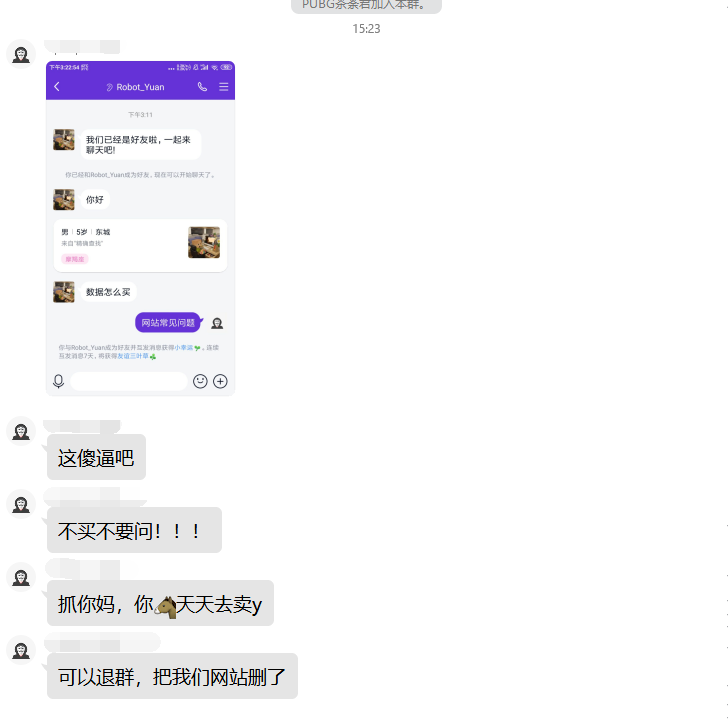 PUBG条条君加入本群。
15:23
下午3:22:54
Robot_Yuan
下午3:11
我们已经是好友啦，一起来
聊天吧！
你已经和Robot_Yuan成为好友，现在可以开始聊天了。
你好
男 5岁 东城
来自"精确查找"
摩羯座
数据怎么买
网站常见问题
你与Robot_Yuan成为好友并互发消息获得小幸运，连续
互发消息7天，将获得友谊三叶草
这傻逼吧
不买不要问！！！
抓你妈，你天天去卖y
可以退群，把我们网站删了